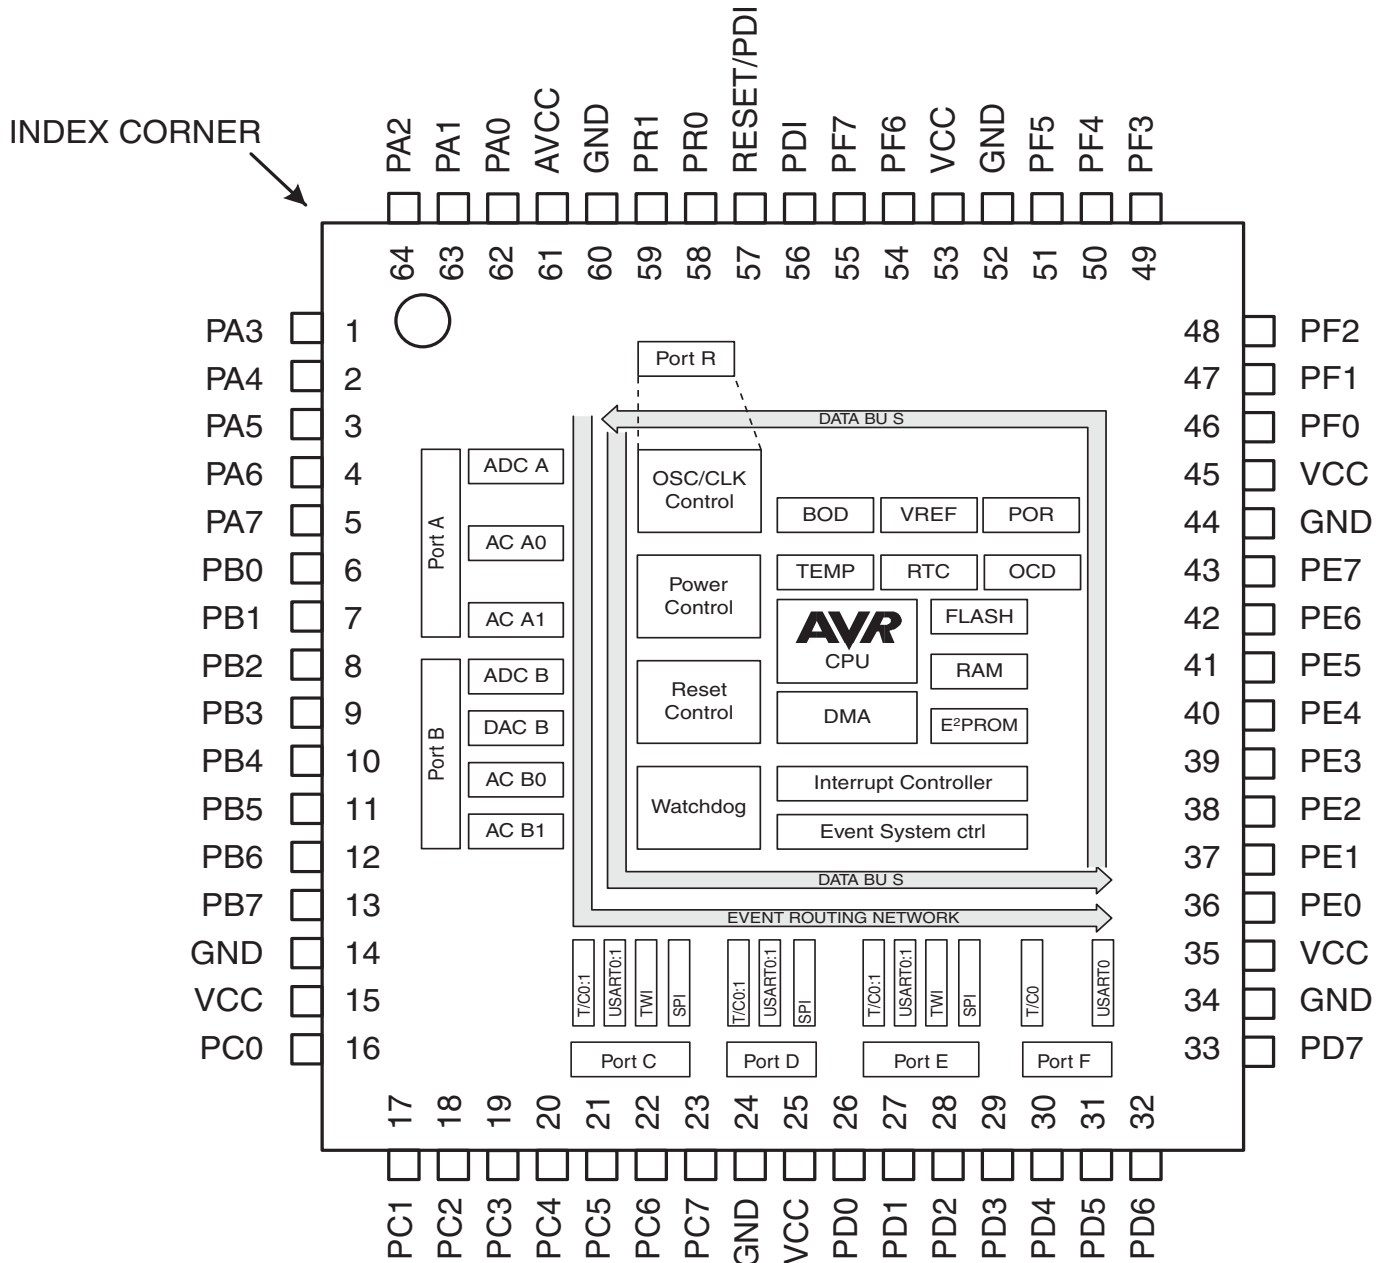 INDEX CORNER
PA2
PA1
PA0
AVCC
GND
PR1
PR0
RESET/PDI
PDI
PF7
PF6
VCC
GND
PF5
PF4
PF3
64
63
62
61
60
59
58
57
56
55
54
53
52
51
50
49
PA3 1
PA4 2
PA5 3
PA6 4
PA7 5
PB0 6
PB1 7
PB2 8
PB3 9
PB4 10
PB5 11
PB6 12
PB7 13
GND 14
VCC 15
PC0 16
Port R
DATA BU S
OSC/CLK
Control
Power
Control
Reset
Control
Watchdog
Port A
ADC A
AC A0
AC A1
Port B
ADC B
DAC B
AC B0
AC B1
BOD
VREF
POR
TEMP
RTC
OCD
AVR
CPU
FLASH
RAM
DMA
E²PROM
Interrupt Controller
Event System ctrl
DATA BU S
EVENT ROUTING NETWORK
T/C0:1
USART0:1
TWI
SPI
T/C0:1
USART0:1
SPI
T/C0:1
USART0:1
TWI
SPI
T/C0
USART0
Port C
Port D
Port E
Port F
48 PF2
47 PF1
46 PF0
45 VCC
44 GND
43 PE7
42 PE6
41 PE5
40 PE4
39 PE3
38 PE2
37 PE1
36 PE0
35 VCC
34 GND
33 PD7
17
18
19
20
21
22
23
24
25
26
27
28
29
30
31
32
PC1
PC2
PC3
PC4
PC5
PC6
PC7
GND
VCC
PD0
PD1
PD2
PD3
PD4
PD5
PD6